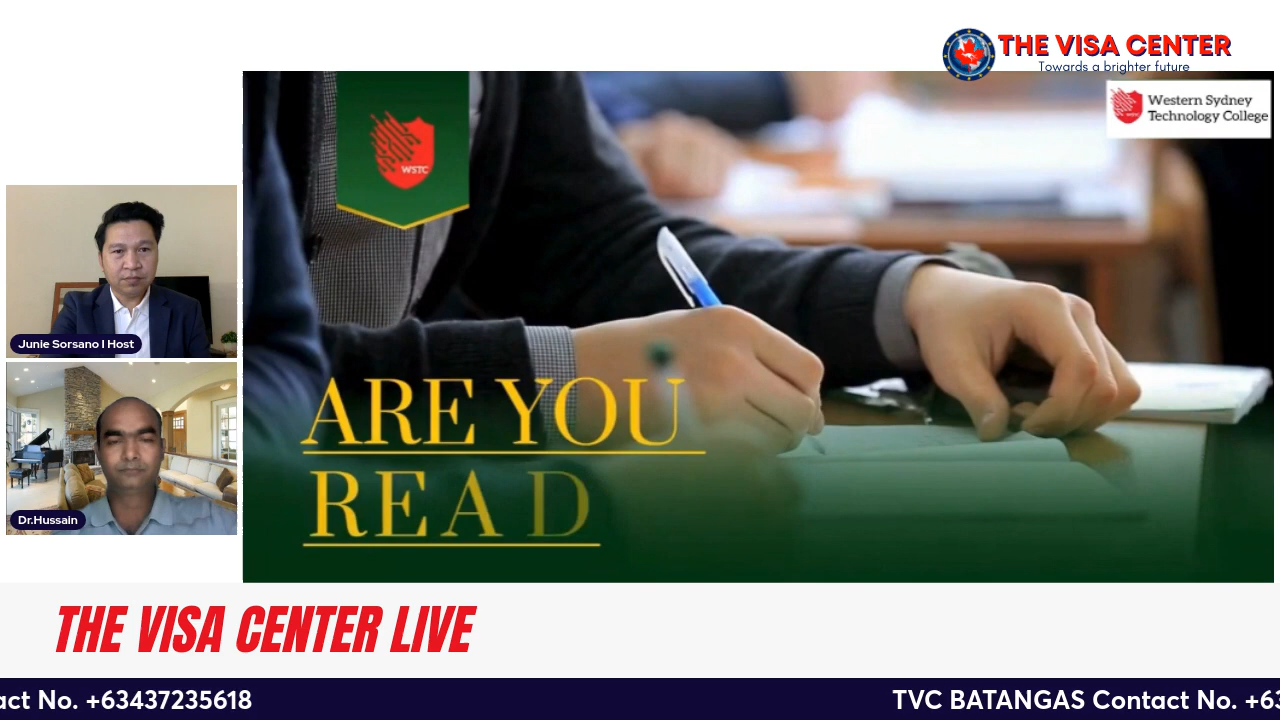 THE VISA CENTER
Towards a brighter future
Western Sydney
Technology College
WSTC
Junie Sorsano I Host
Dr.Hussain
ARE YOU
READ
THE VISA CENTER LIVE
act No. +63437235618
TVC BATANGAS Contact No. +63